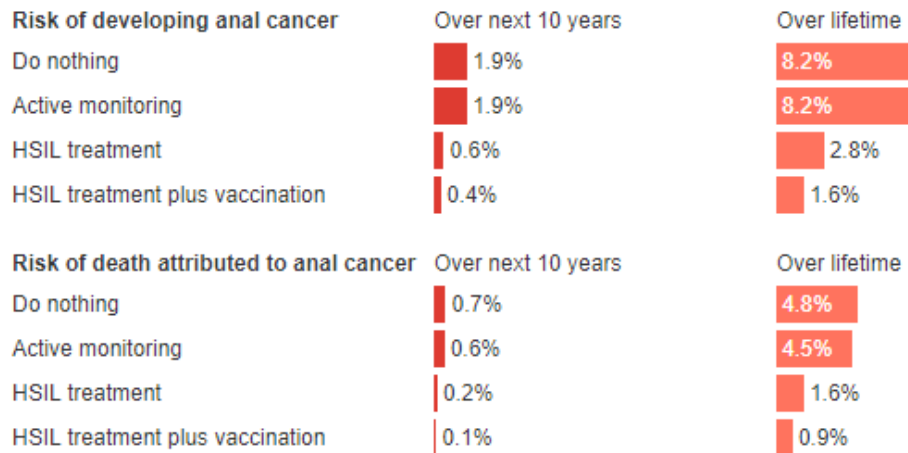 Risk of developing anal cancer Over next 10 years Over lifetime
Do nothing 1.9% 8.2%
Active monitoring 1.9% 8.2%
HSIL treatment 0.6% 2.8%
HSIL treatment plus vaccination 0.4% 1.6%
Risk of death attributed to anal cancer Over next 10 years Over lifetime
Do nothing 0.7% 4.8%
Active monitoring 0.6% 4.5%
HSIL treatment 0.2% 1.6%
HSIL treatment plus vaccination 0.1% 0.9%